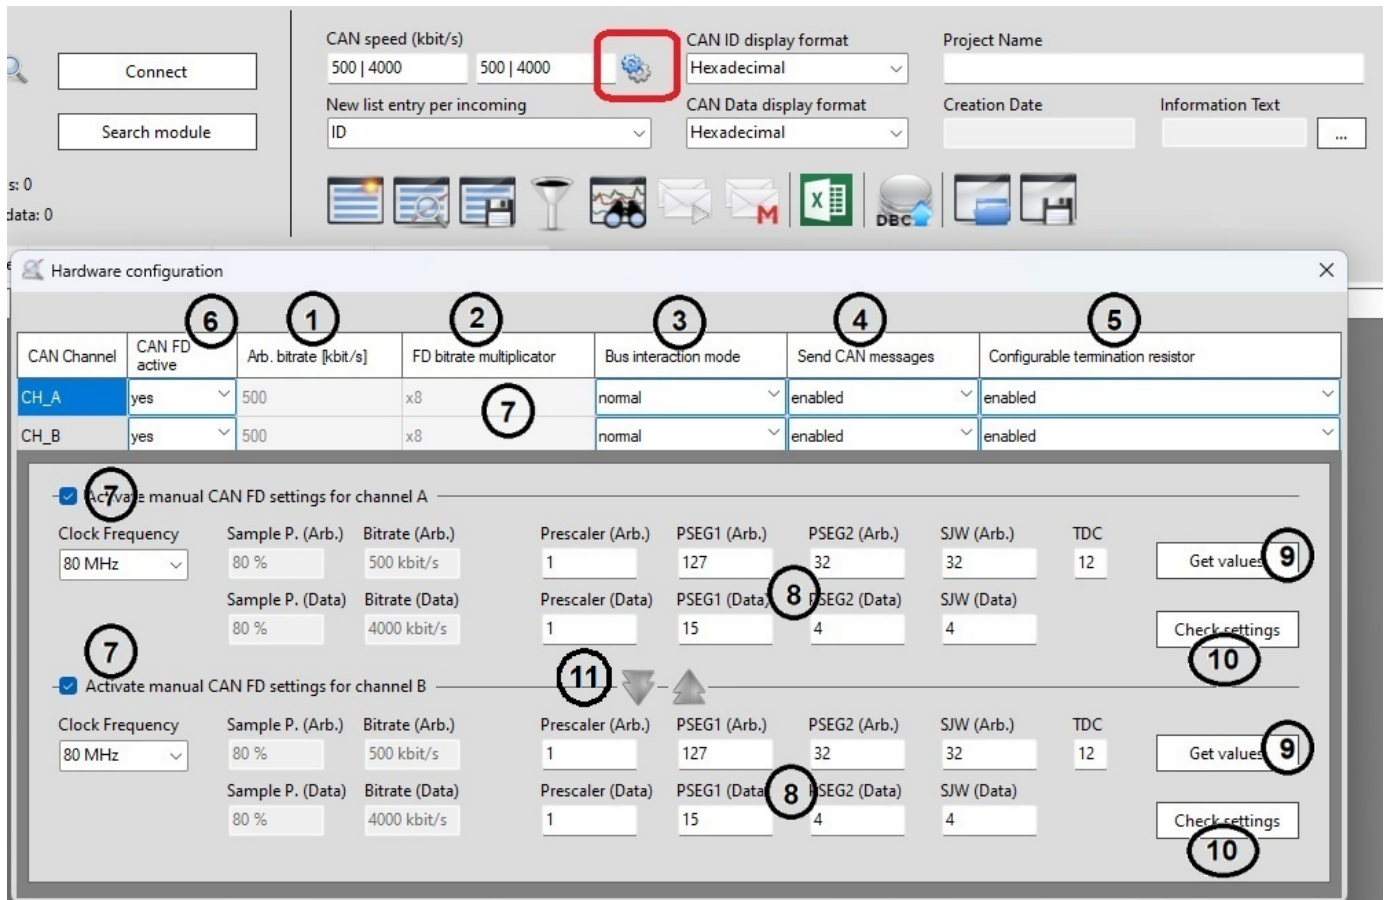 CAN speed (kbit/s) CAN ID display format Project Name
Connect 500 | 4000 500 | 4000 Hexadecimal
New list entry per incoming CAN Data display format Creation Date Information Text
Search module ID Hexadecimal ...
s: 0
data: 0
X M DBC
Hardware configuration
6 1 2 3 4 5
CAN Channel CAN FD active Arb. bitrate [kbit/s] FD bitrate multiplicator Bus interaction mode Send CAN messages Configurable termination resistor
CH_A yes 500 x8 7 normal enabled enabled
CH_B yes 500 x8 normal enabled enabled
7 Activate manual CAN FD settings for channel A
Clock Frequency Sample P. (Arb.) Bitrate (Arb.) Prescaler (Arb.) PSEG1 (Arb.) PSEG2 (Arb.) SJW (Arb.) TDC
80 MHz 80 % 500 kbit/s 1 127 32 32 12 Get values 9
Sample P. (Data) Bitrate (Data) Prescaler (Data) PSEG1 (Data) 8 PSEG2 (Data) SJW (Data)
80 % 4000 kbit/s 1 15 4 4 Check settings
7 10
11
Activate manual CAN FD settings for channel B
Clock Frequency Sample P. (Arb.) Bitrate (Arb.) Prescaler (Arb.) PSEG1 (Arb.) PSEG2 (Arb.) SJW (Arb.) TDC
80 MHz 80 % 500 kbit/s 1 127 32 32 12 Get values 9
Sample P. (Data) Bitrate (Data) Prescaler (Data) PSEG1 (Data) 8 PSEG2 (Data) SJW (Data)
80 % 4000 kbit/s 1 15 4 4 Check settings
10